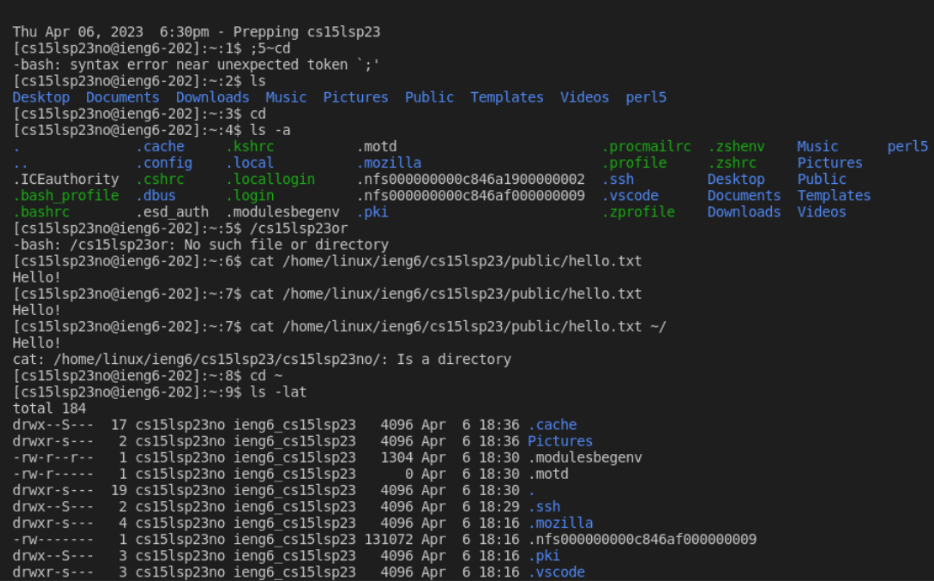 Thu Apr 06, 2023  6:30pm - Prepping cs15lsp23
[cs15lsp23no@ieng6-202]:~:1$ ;5~cd
-bash: syntax error near unexpected token `;'
[cs15lsp23no@ieng6-202]:~:2$ ls
Desktop  Documents  Downloads  Music  Pictures  Public  Templates  Videos  perl5
[cs15lsp23no@ieng6-202]:~:3$ cd
[cs15lsp23no@ieng6-202]:~:4$ ls -a
.              .cache     .kshrc          .motd                      .procmailrc  .zshenv    Music      perl5
..             .config    .local          .mozilla                   .profile     .zshrc     Pictures
.ICEauthority  .cshrc     .locallogin     .nfs000000000c846a1900000002  .ssh         Desktop    Public
.bash_profile  .dbus      .login          .nfs000000000c846af000000009  .vscode      Documents  Templates
.bashrc        .esd_auth  .modulesbegenv  .pki                       .zprofile    Downloads  Videos
[cs15lsp23no@ieng6-202]:~:5$ /cs15lsp23or
-bash: /cs15lsp23or: No such file or directory
[cs15lsp23no@ieng6-202]:~:6$ cat /home/linux/ieng6/cs15lsp23/public/hello.txt
Hello!
[cs15lsp23no@ieng6-202]:~:7$ cat /home/linux/ieng6/cs15lsp23/public/hello.txt
Hello!
[cs15lsp23no@ieng6-202]:~:7$ cat /home/linux/ieng6/cs15lsp23/public/hello.txt ~/
Hello!
cat: /home/linux/ieng6/cs15lsp23/cs15lsp23no/: Is a directory
[cs15lsp23no@ieng6-202]:~:8$ cd ~
[cs15lsp23no@ieng6-202]:~:9$ ls -lat
total 184
drwx--S---  17 cs15lsp23no ieng6_cs15lsp23   4096 Apr  6 18:36 .cache
drwxr-s---   2 cs15lsp23no ieng6_cs15lsp23   4096 Apr  6 18:36 Pictures
-rw-r--r--   1 cs15lsp23no ieng6_cs15lsp23   1304 Apr  6 18:30 .modulesbegenv
-rw-r-----   1 cs15lsp23no ieng6_cs15lsp23      0 Apr  6 18:30 .motd
drwxr-s---  19 cs15lsp23no ieng6_cs15lsp23   4096 Apr  6 18:30 .
drwx--S---   2 cs15lsp23no ieng6_cs15lsp23   4096 Apr  6 18:29 .ssh
drwxr-s---   4 cs15lsp23no ieng6_cs15lsp23   4096 Apr  6 18:16 .mozilla
-rw-------   1 cs15lsp23no ieng6_cs15lsp23 131072 Apr  6 18:16 .nfs000000000c846af000000009
drwx--S---   3 cs15lsp23no ieng6_cs15lsp23   4096 Apr  6 18:16 .pki
drwxr-s---   3 cs15lsp23no ieng6_cs15lsp23   4096 Apr  6 18:16 .vscode